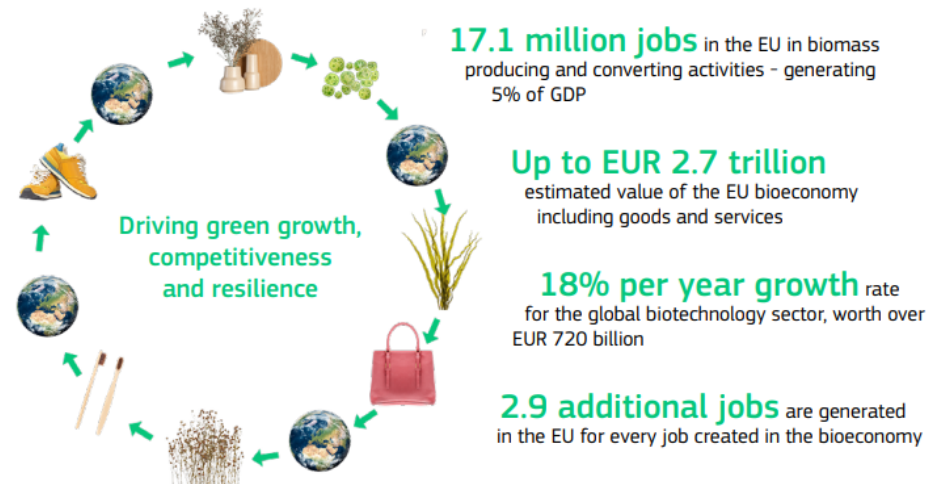 Driving green growth,
competitiveness
and resilience
17.1 million jobs in the EU in biomass
producing and converting activities - generating
5% of GDP
Up to EUR 2.7 trillion
estimated value of the EU bioeconomy
including goods and services
18% per year growth rate
for the global biotechnology sector, worth over
EUR 720 billion
2.9 additional jobs are generated
in the EU for every job created in the bioeconomy